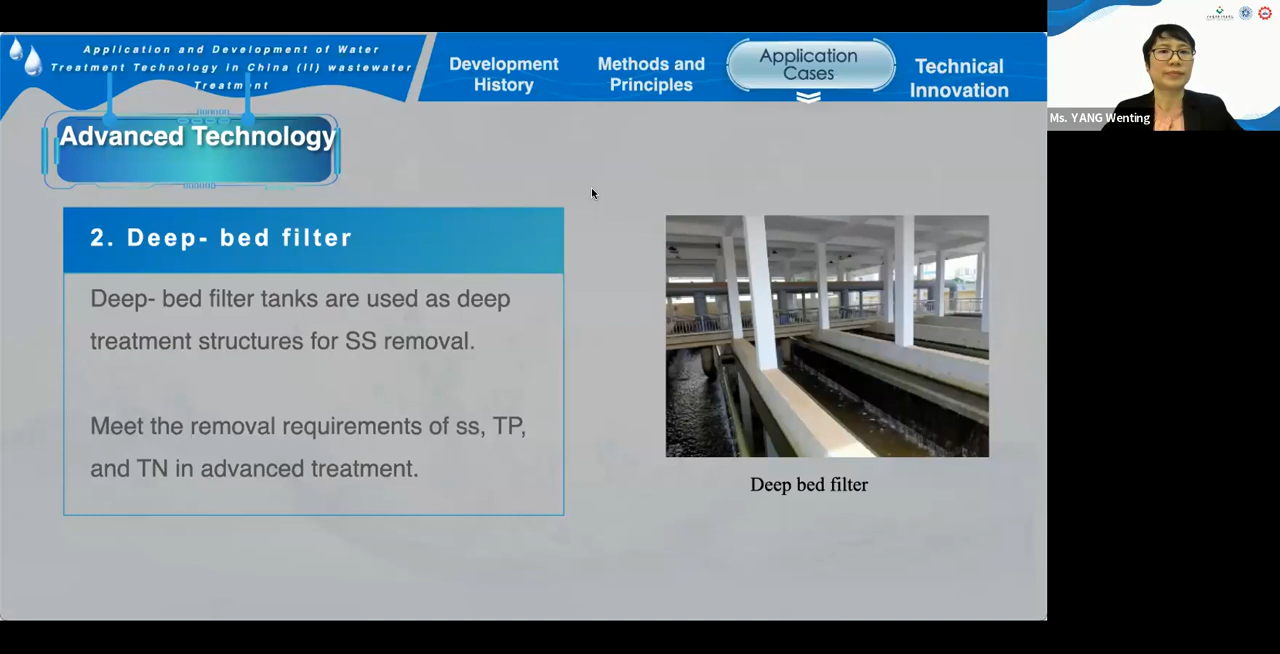 Application and Development of Water
Treatment Technology in China (II) wastewater
Treatment
Development
History
Methods and
Principles
Application
Cases
Technical
Innovation
Ms. YANG Wenting
Advanced Technology
2. Deep- bed filter
Deep- bed filter tanks are used as deep
treatment structures for SS removal.
Meet the removal requirements of ss, TP,
and TN in advanced treatment.
Deep bed filter